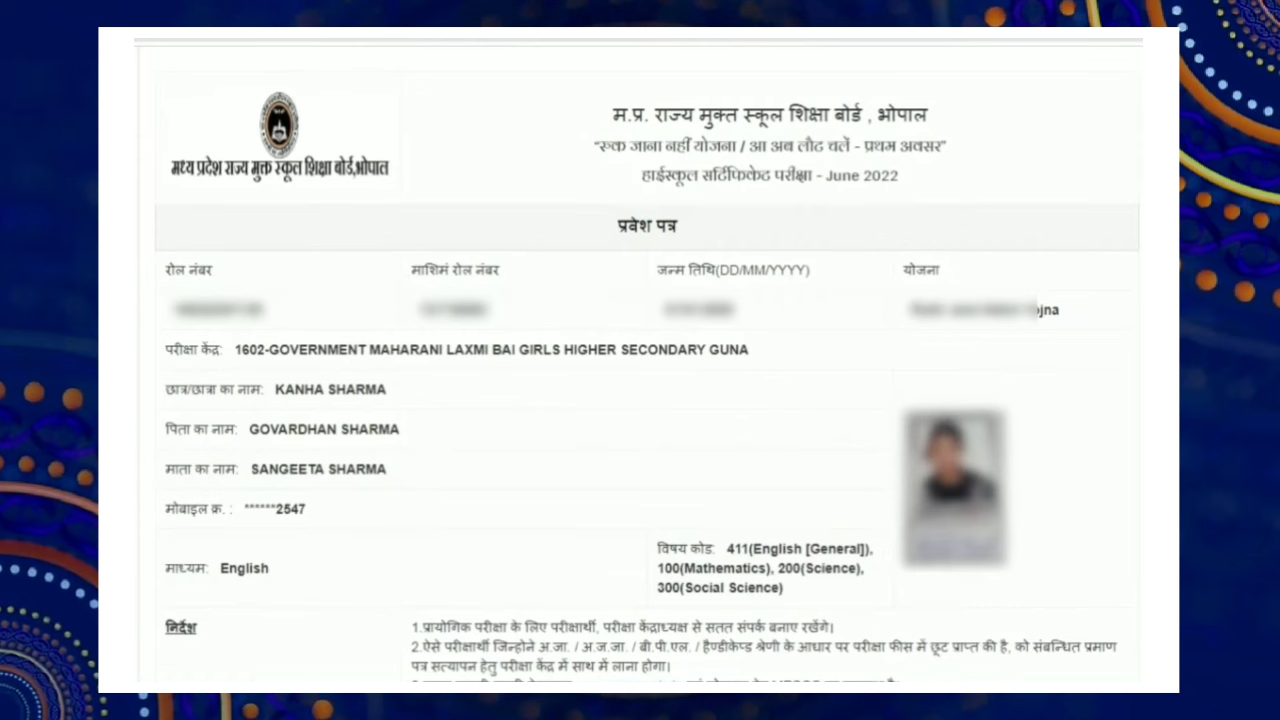 म.प्र. राज्य मुक्त स्कूल शिक्षा बोर्ड , भोपाल
"रुक जाना नहीं योजना / आ अब लौट चलें - प्रथम अवसर"
मध्य प्रदेश राज्य मुक्त स्कूल शिक्षा बोर्ड,भोपाल
हाईस्कूल सर्टिफिकेट परीक्षा - June 2022
प्रवेश पत्र
रोल नंबर माशिमं रोल नंबर जन्म तिथि(DD/MM/YYYY) योजना
jna
परीक्षा केंद्र: 1602-GOVERNMENT MAHARANI LAXMI BAI GIRLS HIGHER SECONDARY GUNA
छात्र/छात्रा का नाम: KANHA SHARMA
पिता का नाम: GOVARDHAN SHARMA
माता का नाम: SANGEETA SHARMA
मोबाइल क्र. : ******2547
माध्यम: English
विषय कोड: 411(English [General]),
100(Mathematics), 200(Science),
300(Social Science)
निर्देश
1.प्रायोगिक परीक्षा के लिए परीक्षार्थी, परीक्षा केंद्राध्यक्ष से सतत संपर्क बनाए रखेंगे।
2.ऐसे परीक्षार्थी जिन्होने अ.जा. / अ.ज.जा. / बी.पी.एल. / हैण्डीकेप्ड श्रेणी के आधार पर परीक्षा फीस में छूट प्राप्त की है, को संबन्धित प्रमाण
पत्र सत्यापन हेतु परीक्षा केंद्र में साथ में लाना होगा।